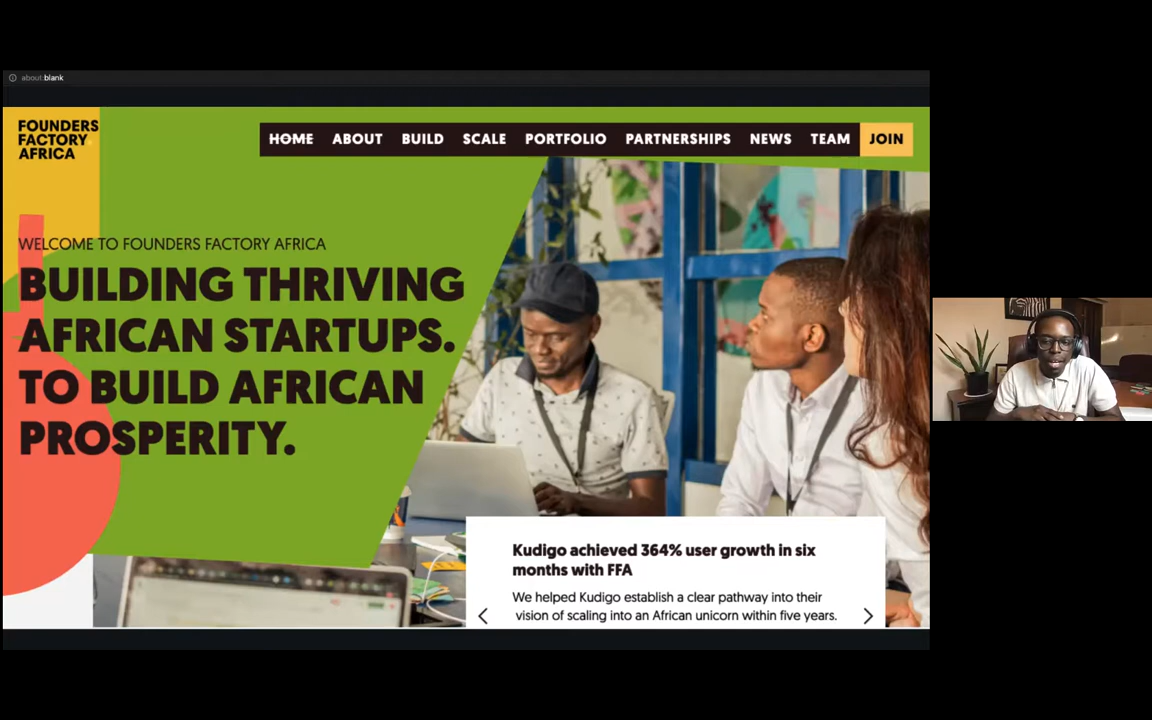 about:blank
FOUNDERS
FACTORY
AFRICA
HOME ABOUT BUILD SCALE PORTFOLIO PARTNERSHIPS NEWS TEAM JOIN
WELCOME TO FOUNDERS FACTORY AFRICA
BUILDING THRIVING
AFRICAN STARTUPS.
TO BUILD AFRICAN
PROSPERITY.
Kudigo achieved 364% user growth in six
months with FFA
We helped Kudigo establish a clear pathway into their
vision of scaling into an African unicorn within five years.